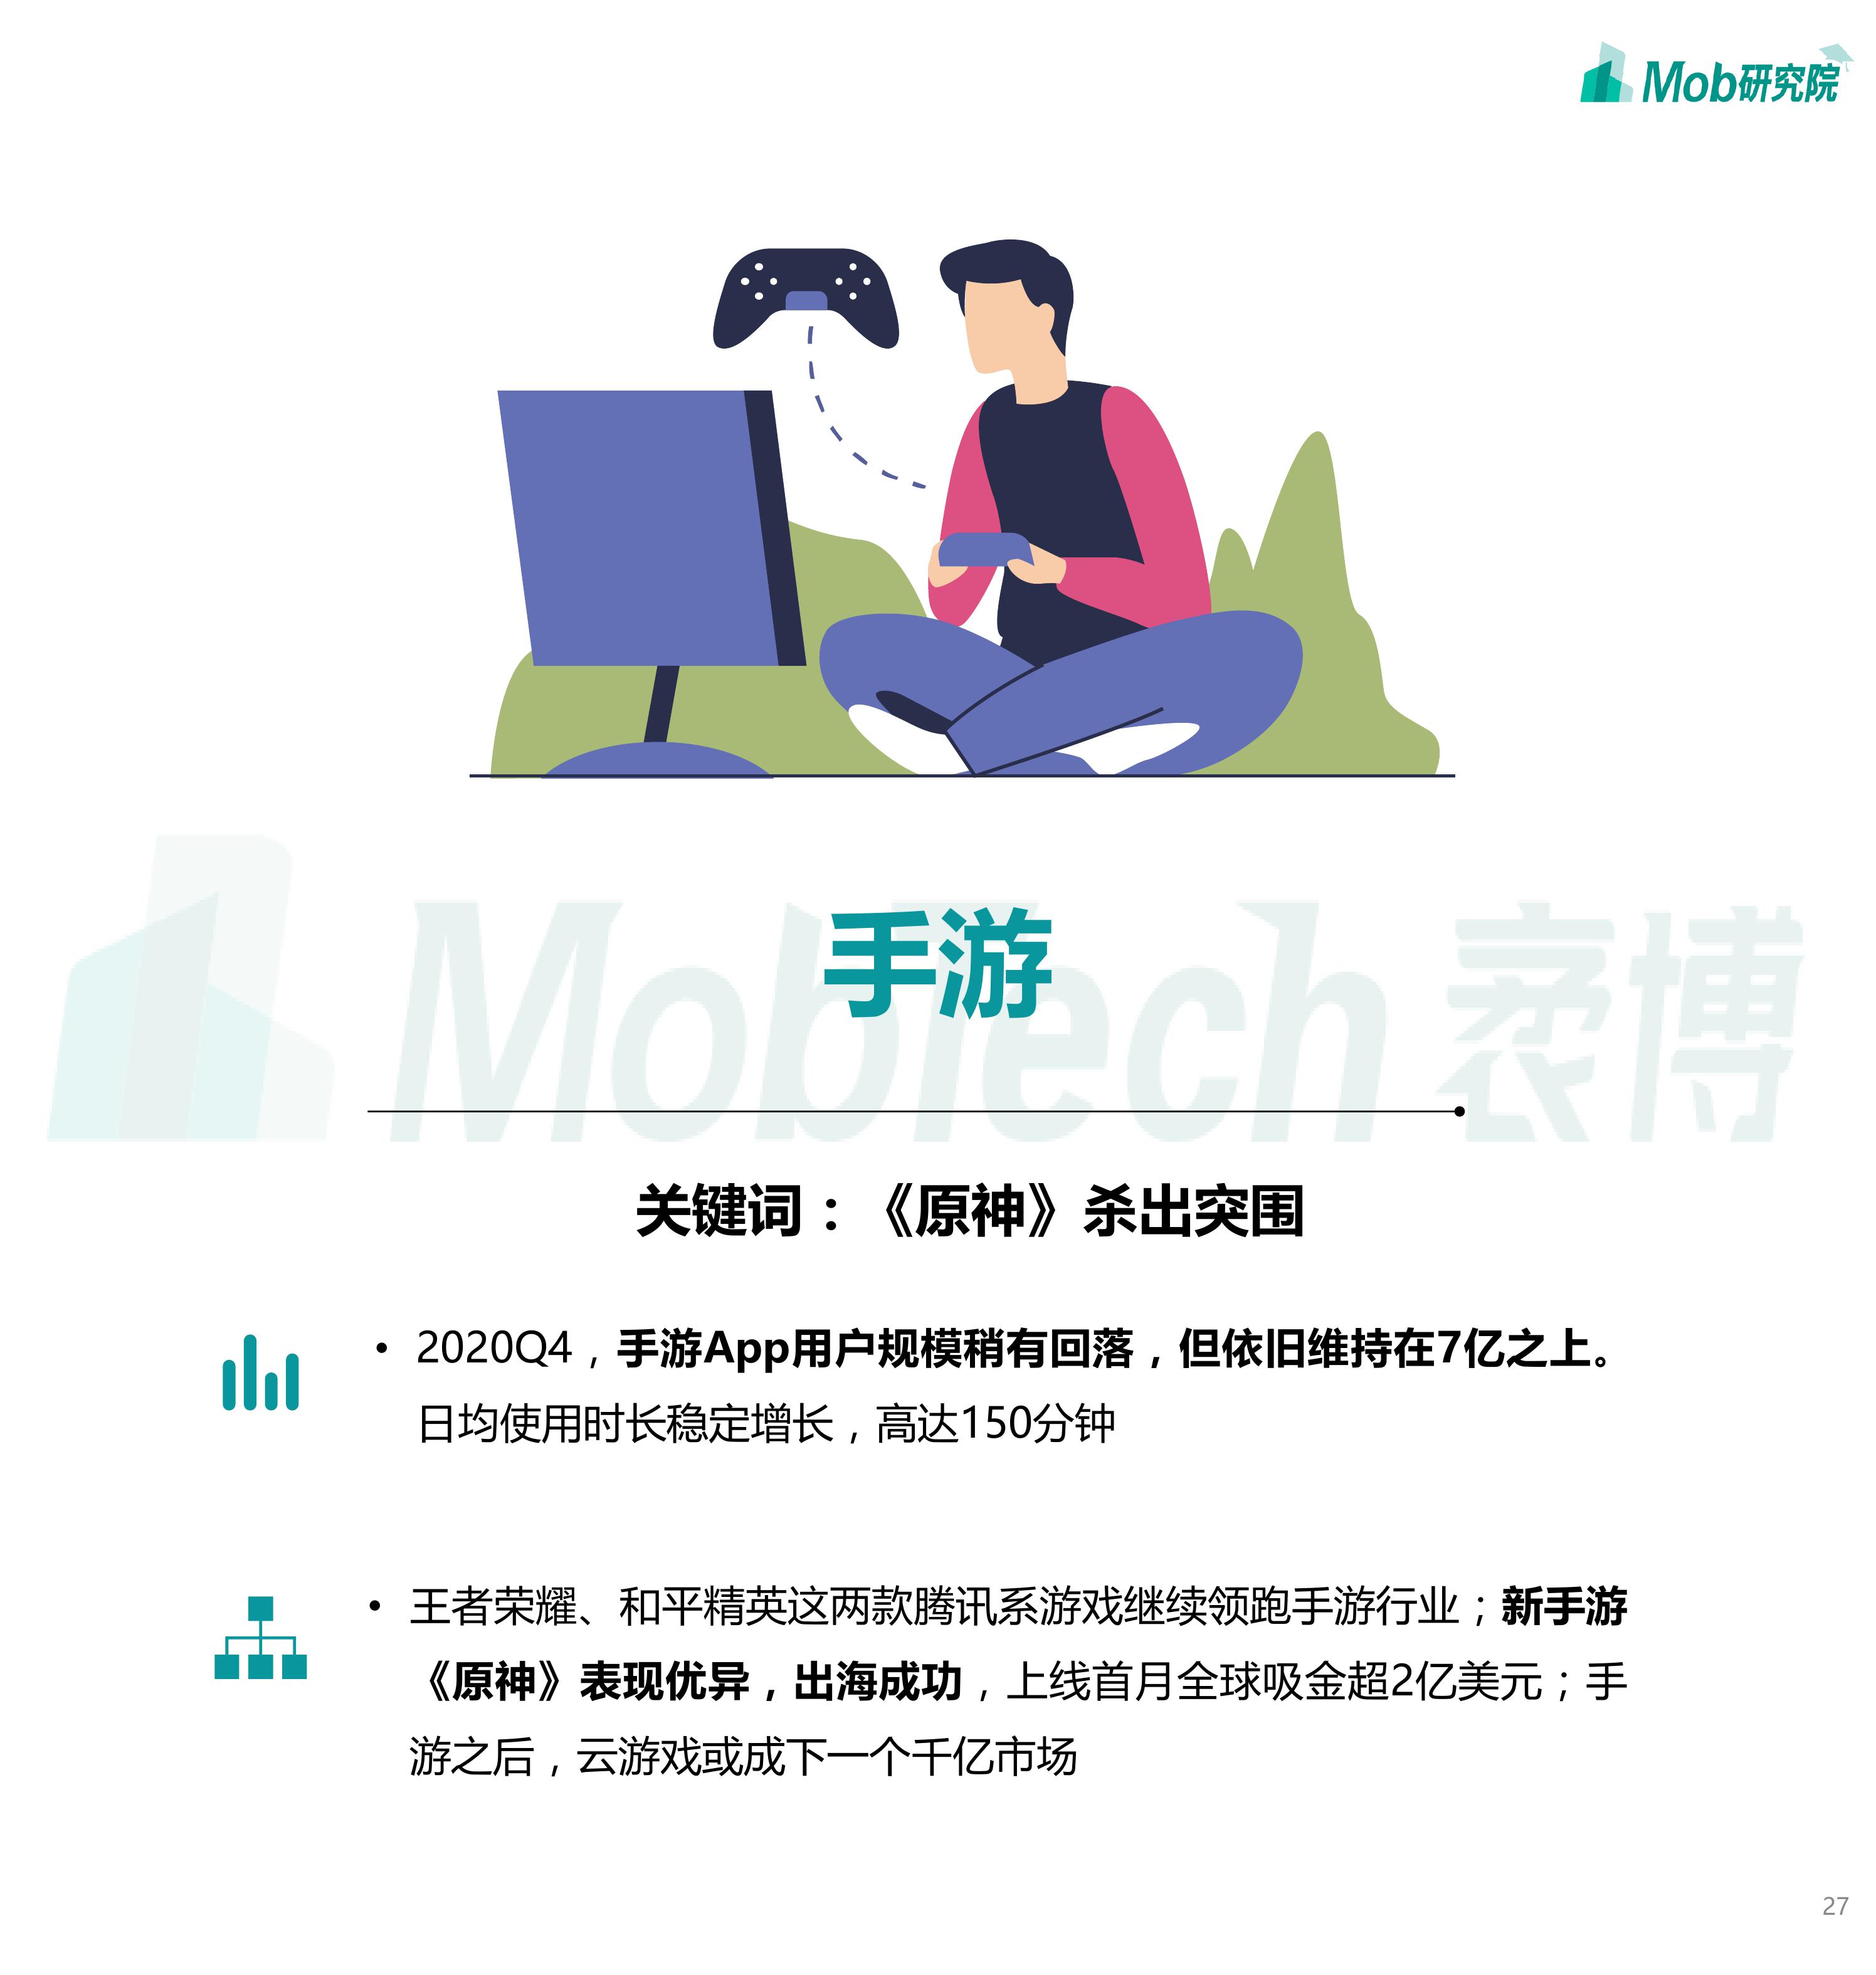 Mob研究院
MobTech袤博
手游
关键词：《原神》杀出突围
• 2020Q4，手游App用户规模稍有回落，但依旧维持在7亿之上。
日均使用时长稳定增长，高达150分钟
• 王者荣耀、和平精英这两款腾讯系游戏继续领跑手游行业；新手游
《原神》表现优异，出海成功，上线首月全球吸金超2亿美元；手
游之后，云游戏或成下一个千亿市场
27